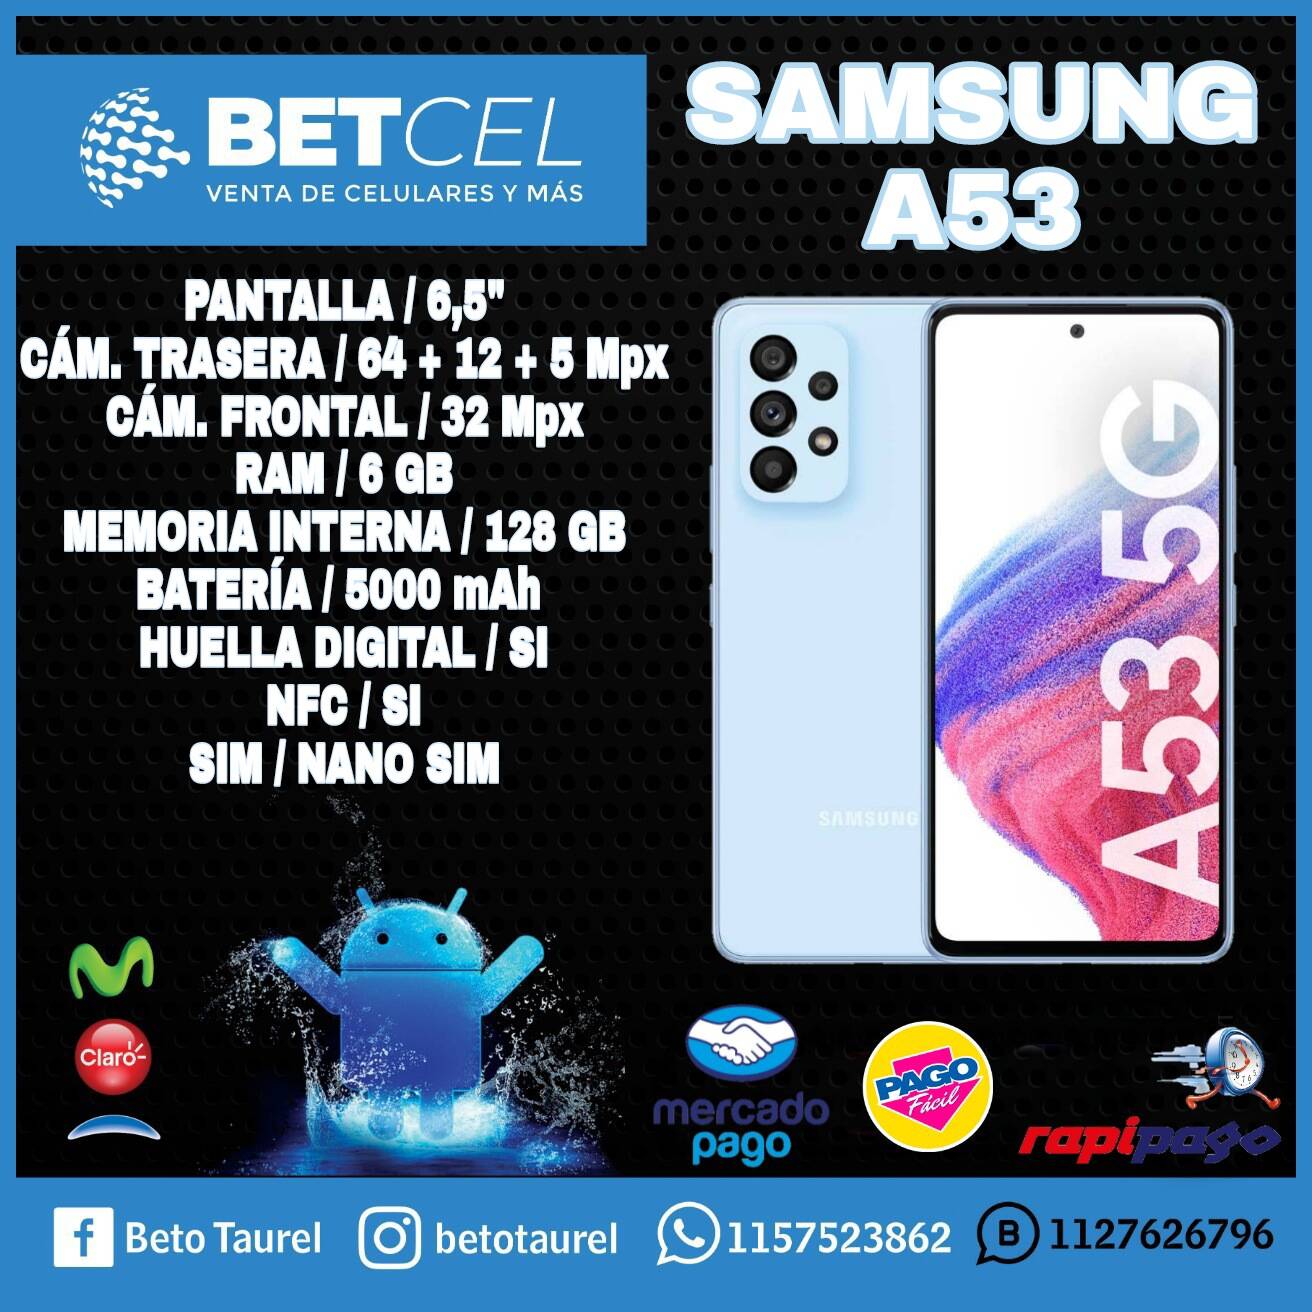 BETCEL
VENTA DE CELULARES Y MÁS
SAMSUNG
A53
PANTALLA / 6,5"
CÁM. TRASERA / 64 + 12 + 5 Mpx
CÁM. FRONTAL / 32 Mpx
RAM / 6 GB
MEMORIA INTERNA / 128 GB
BATERÍA / 5000 mAh
HUELLA DIGITAL / SI
NFC / SI
SIM / NANO SIM
SAMSUNG
A53 5G
Claro
mercado
pago
PAGO
Fácil
rapipago
Beto Taurel
betotaurel
1157523862
B 1127626796